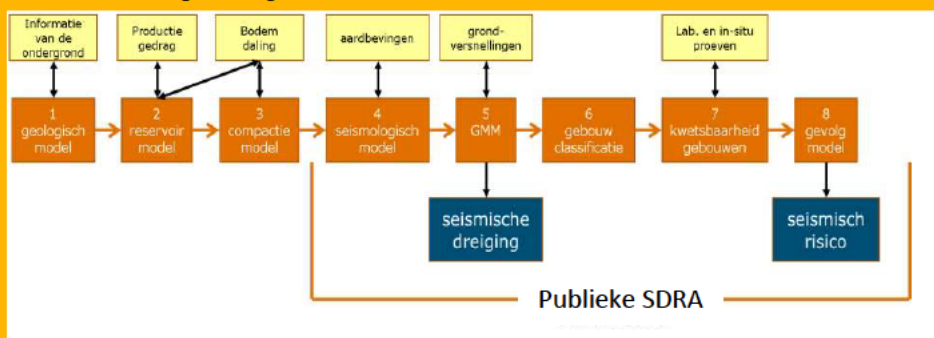 Informatie
van de
ondergrond
Productie
gedrag
Bodem
daling
aardbevingen
grond-
versnellingen
Lab. en in-situ
proeven
1
geologisch
model
2
reservoir
model
3
compactie
model
4
seismologisch
model
5
GMM
6
gebouw
classificatie
7
kwetsbaarheid
gebouwen
8
gevolg
model
seismische
dreiging
seismisch
risico
Publieke SDRA